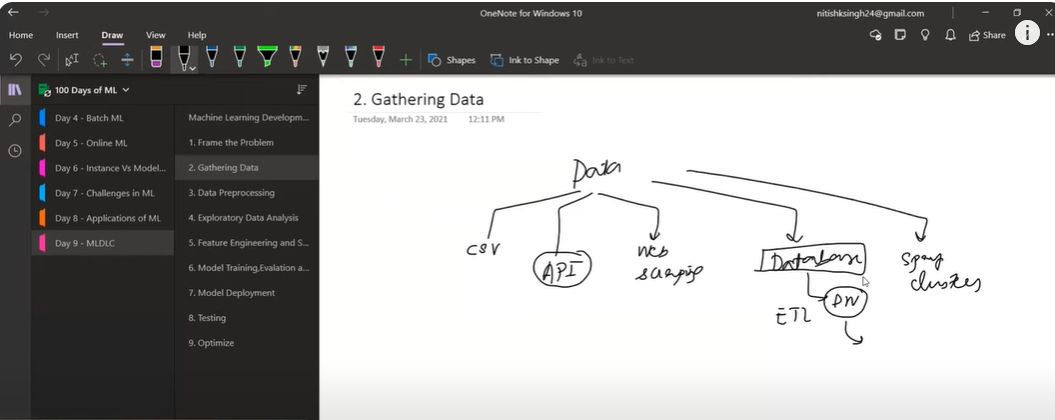 OneNote for Windows 10
nitishksingh24@gmail.com
Home Insert Draw View Help
Share
Shapes
Ink to Shape
Ink to Text
100 Days of ML
Day 4 - Batch ML
Day 5 - Online ML
Day 6 - Instance Vs Model...
Day 7 - Challenges in ML
Day 8 - Applications of ML
Day 9 - MLDLC
Machine Learning Developm...
1. Frame the Problem
2. Gathering Data
3. Data Preprocessing
4. Exploratory Data Analysis
5. Feature Engineering and S...
6. Model Training,Evalation a...
7. Model Deployment
8. Testing
9. Optimize
2. Gathering Data
Tuesday, March 23, 2021 12:11 PM
Data
CSV
API
Web
Database
clusters
ETL
DW